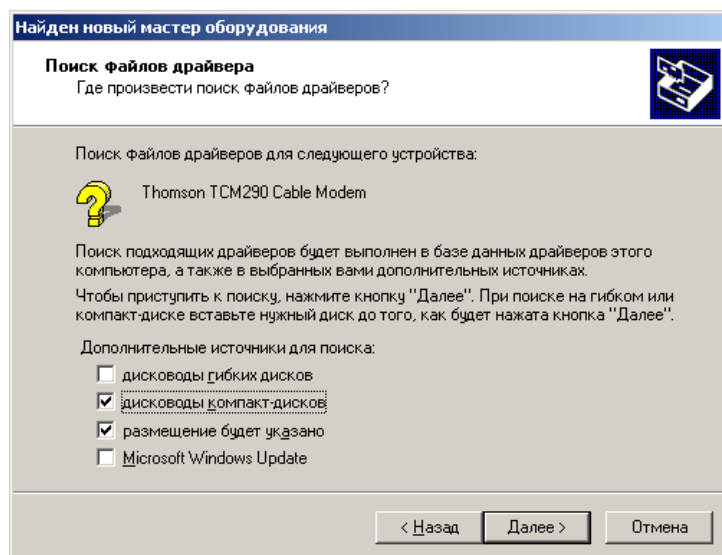 Найден новый мастер оборудования
Поиск файлов драйвера
Где произвести поиск файлов драйверов?
Поиск файлов драйверов для следующего устройства:
Thomson TCM290 Cable Modem
Поиск подходящих драйверов будет выполнен в базе данных драйверов этого
компьютера, а также в выбранных вами дополнительных источниках.
Чтобы приступить к поиску, нажмите кнопку "Далее". При поиске на гибком или
компакт-диске вставьте нужный диск до того, как будет нажата кнопка "Далее".
Дополнительные источники для поиска:
дисководы гибких дисков
дисководы компакт-дисков
размещение будет указано
Microsoft Windows Update
< Назад Далее > Отмена